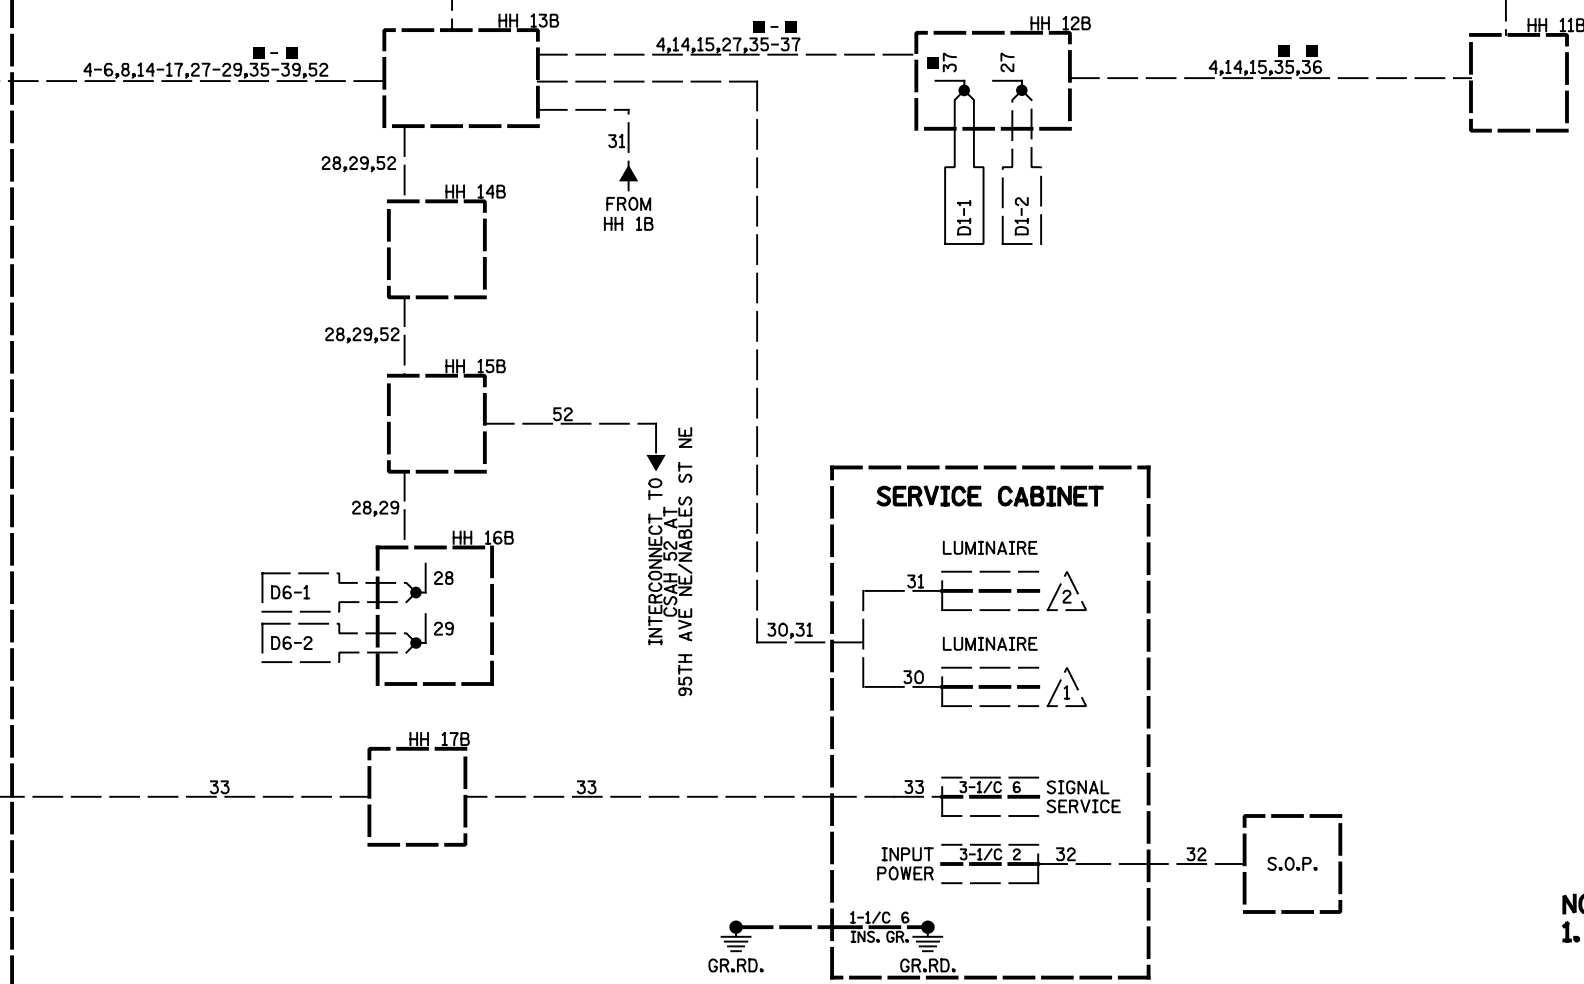 HH 13B
HH 12B
HH 11B
4-6,8,14-17,27-29,35-39,52
4,14,15,27,35-37
4,14,15,35,36
37
27
31
FROM
HH 1B
D1-1
D1-2
28,29,52
HH 14B
28,29,52
HH 15B
52
INTERCONNECT TO
CSAH 52 AT
95TH AVE NE/NABLES ST NE
28,29
HH 16B
D6-1
28
D6-2
29
SERVICE CABINET
LUMINAIRE
31
2
30,31
LUMINAIRE
30
1
HH 17B
33
33
33
3-1/C 6
SIGNAL
SERVICE
INPUT
POWER
3-1/C 2
32
32
S.O.P.
1-1/C 6
INS. GR.
GR.RD.
GR.RD.
NO
1.